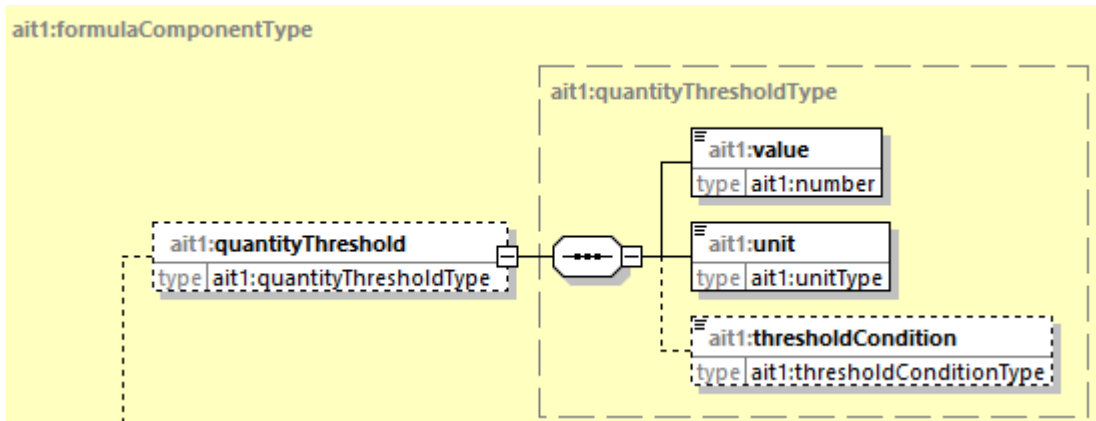 ait1:formulaComponentType
ait1:quantityThresholdType
ait1:value
type ait1:number
ait1:quantityThreshold
type ait1:quantityThresholdType
ait1:unit
type ait1:unitType
ait1:thresholdCondition
type ait1:thresholdConditionType